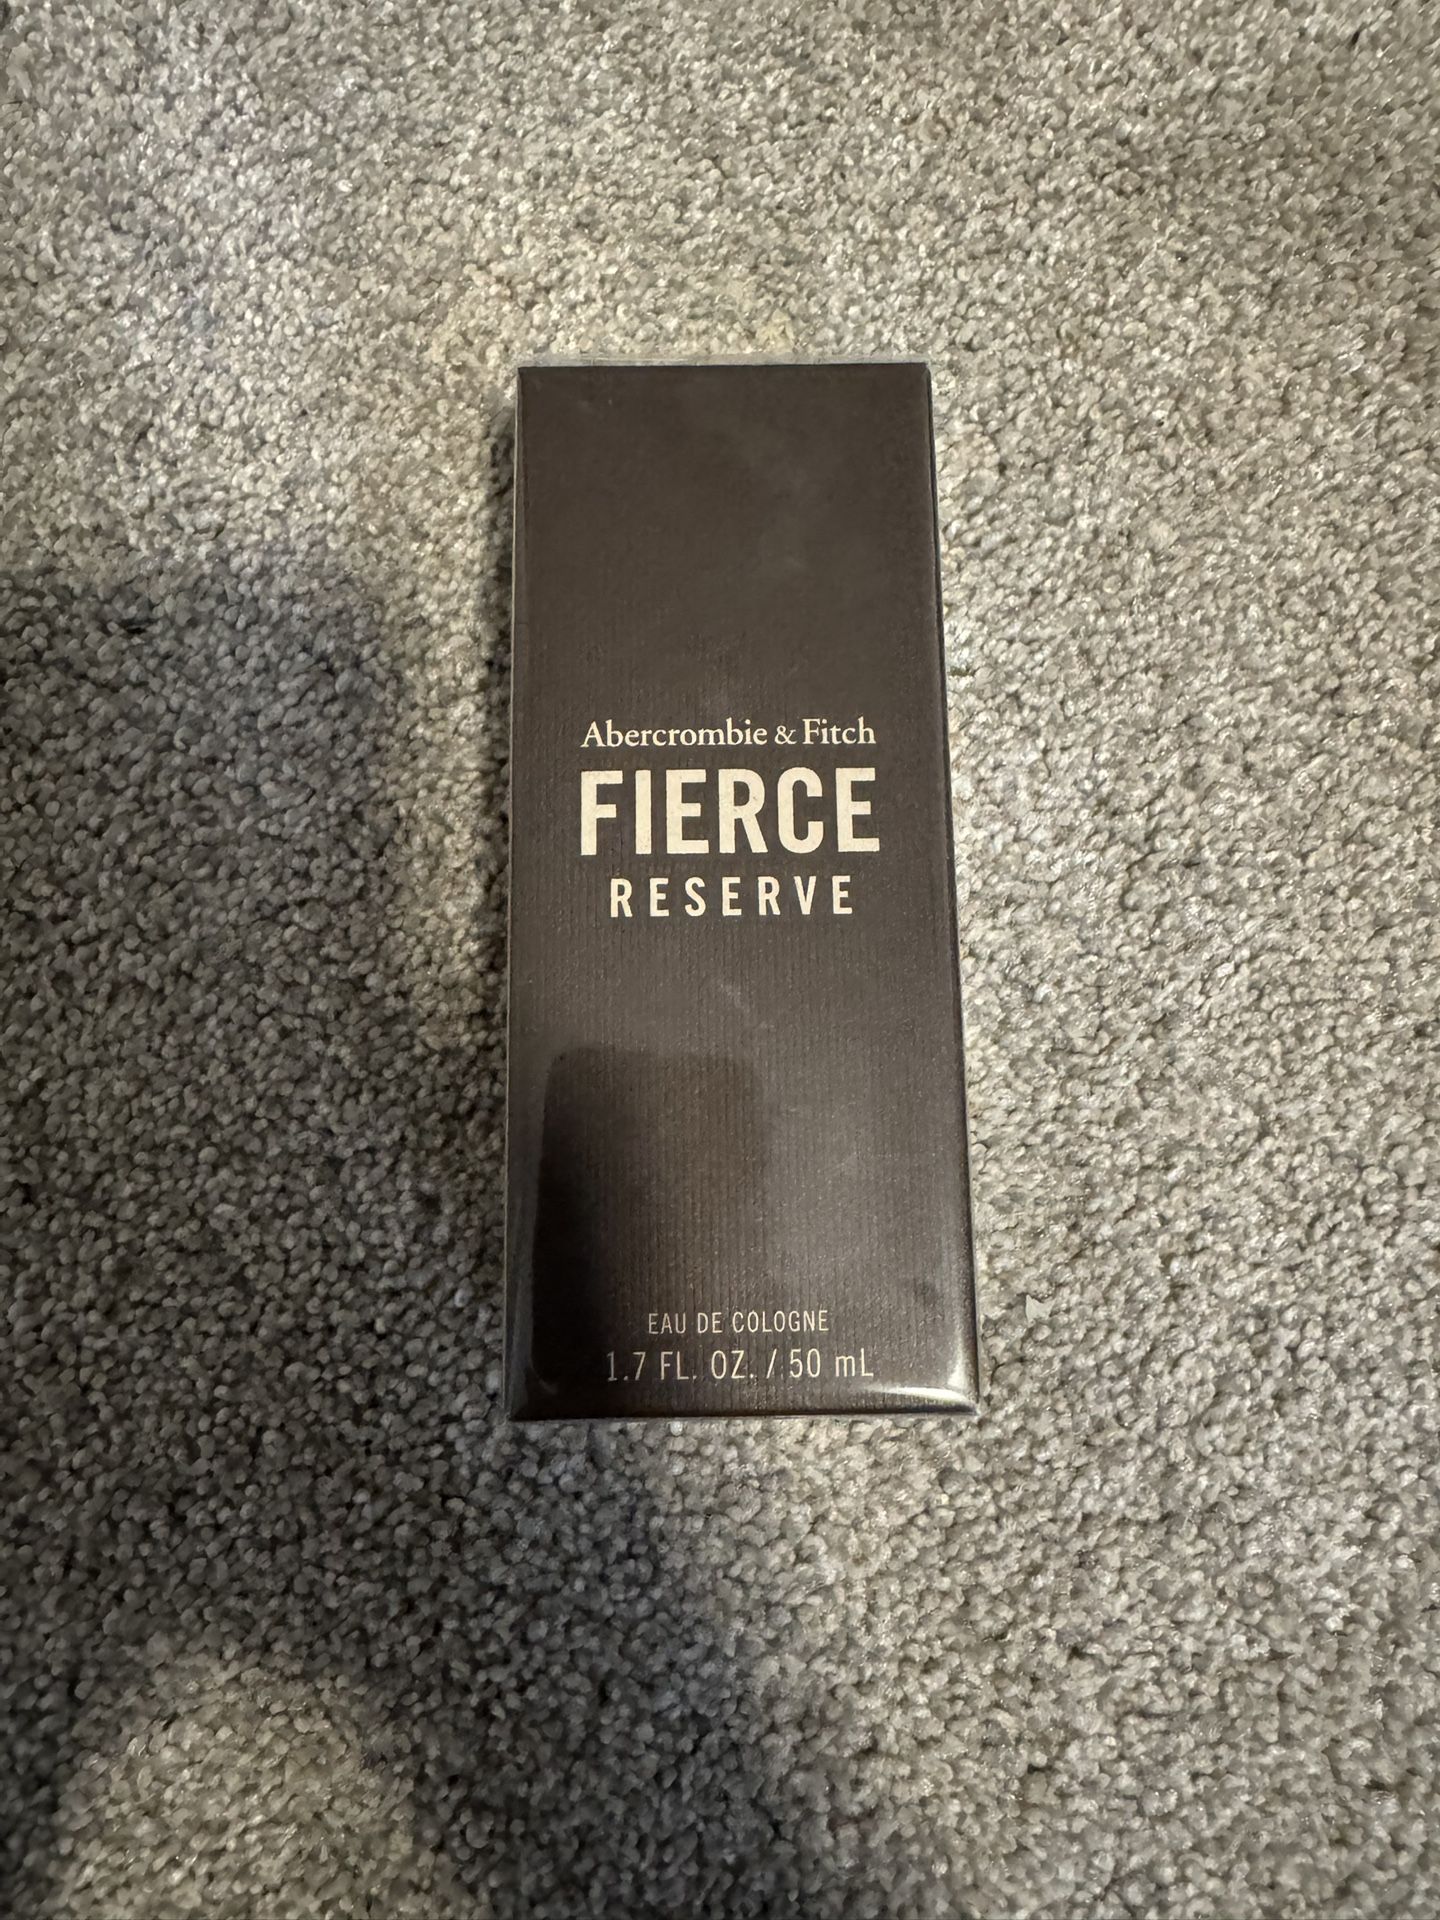 Abercrombie & Fitch
FIERCE
RESERVE
EAU DE COLOGNE
1.7 FL. OZ. / 50 mL